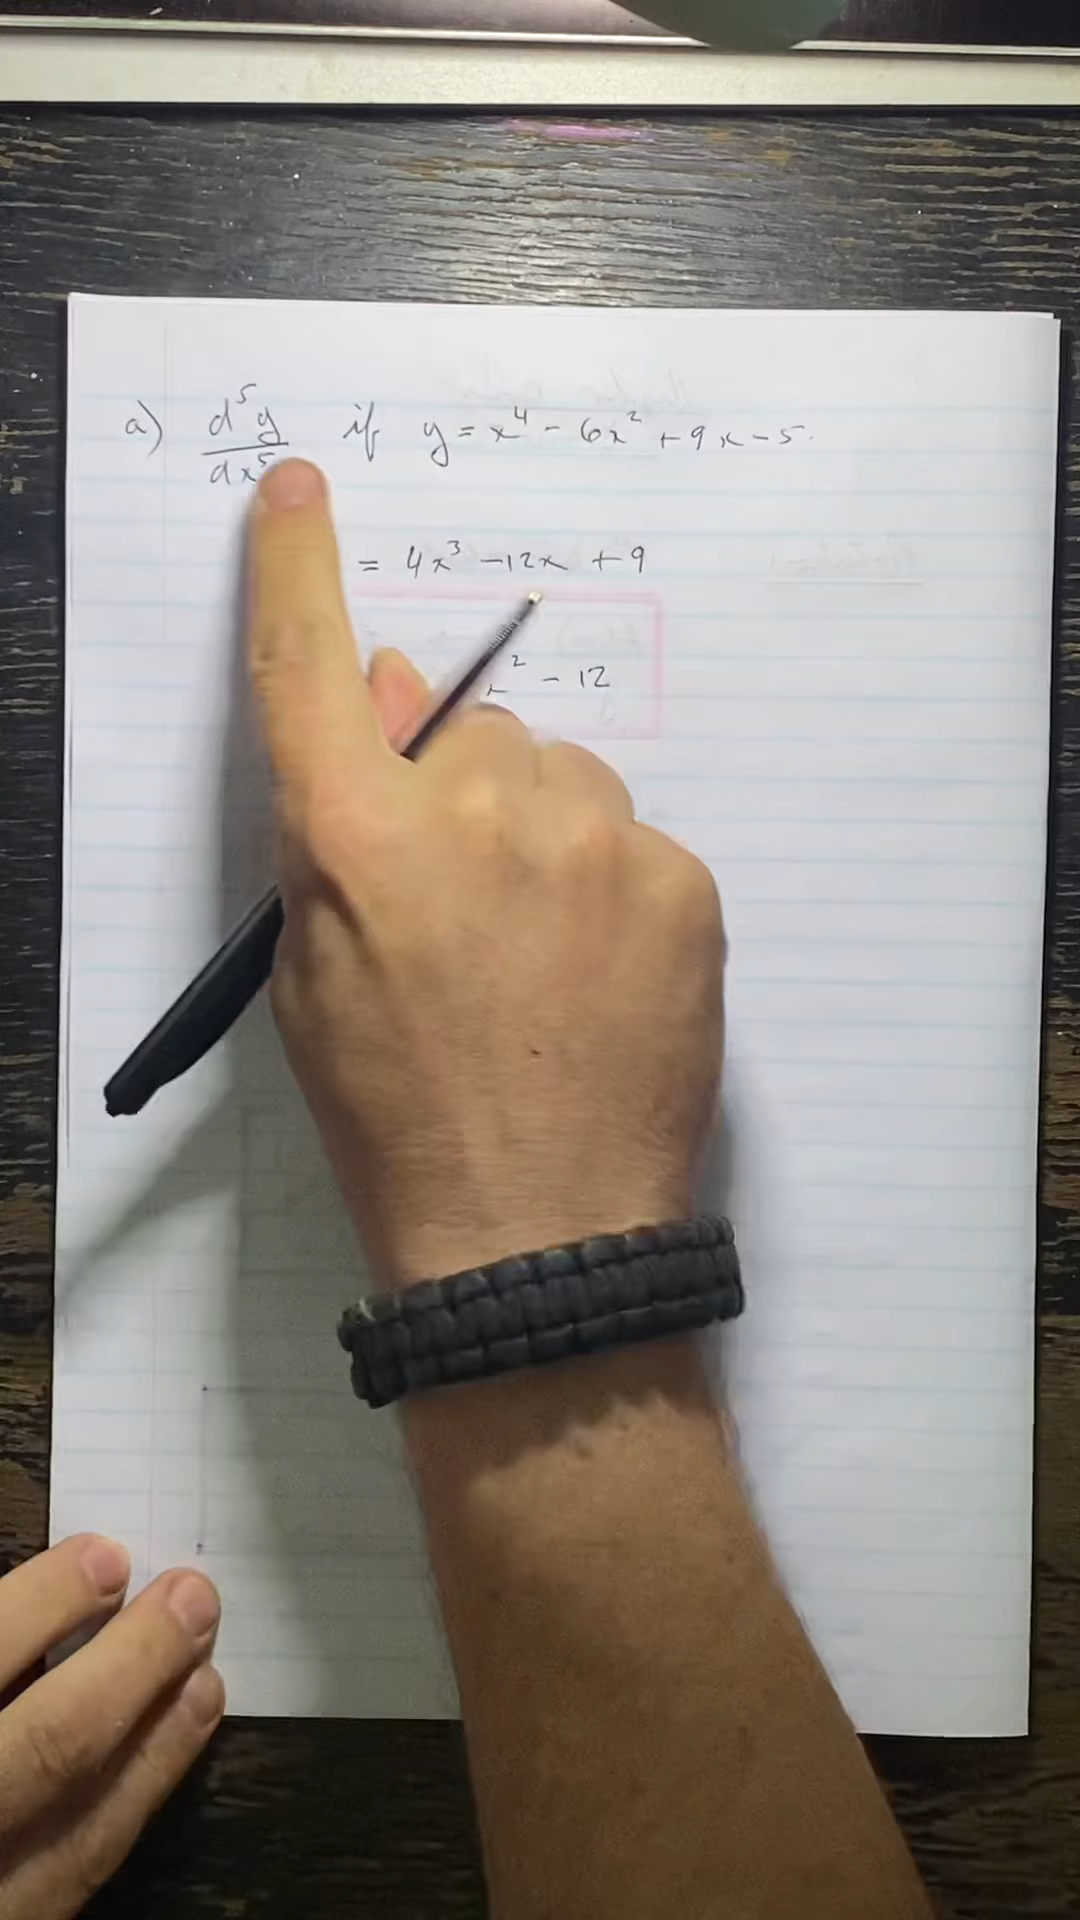 a) d⁵y/dx⁵ if y = x⁴ - 6x² + 9x - 5.
= 4x³ - 12x + 9
² - 12